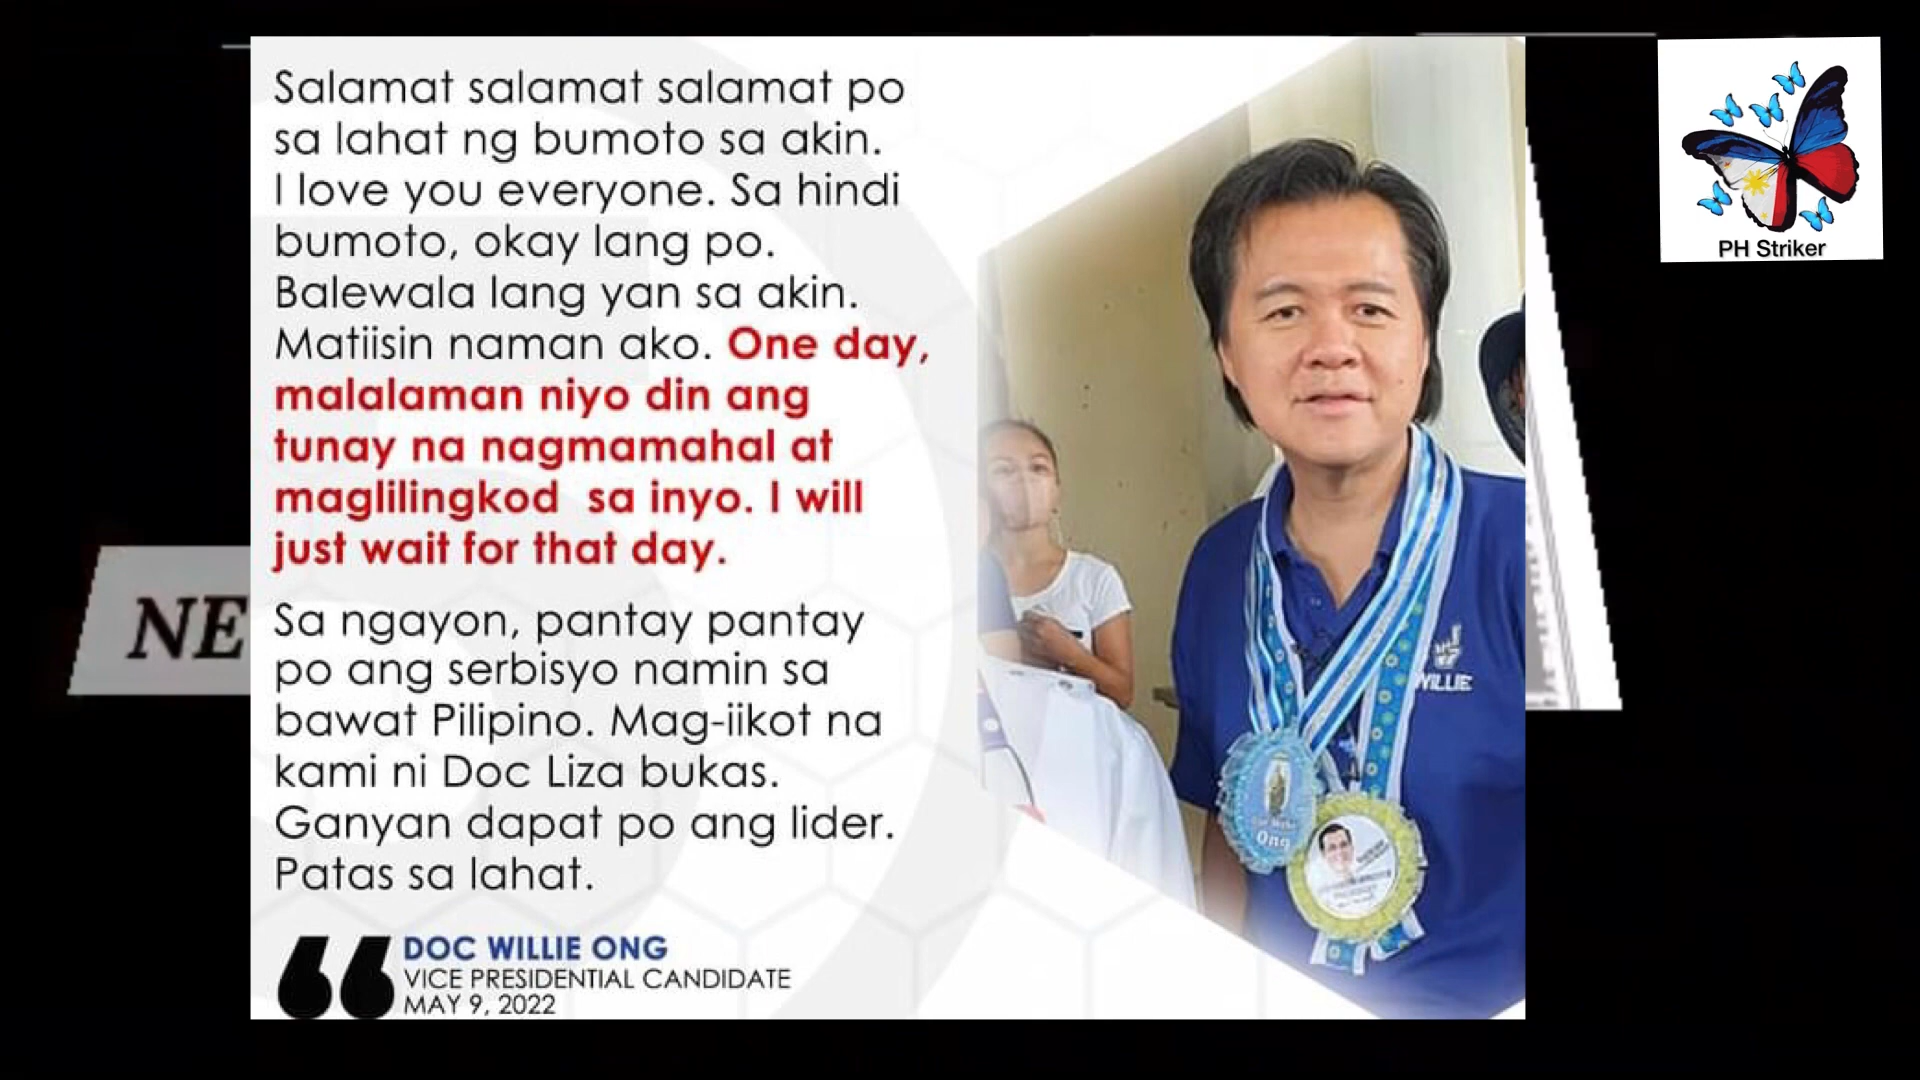 Salamat salamat salamat po
sa lahat ng bumoto sa akin.
I love you everyone. Sa hindi
bumoto, okay lang po.
Balewala lang yan sa akin.
Matiisin naman ako. One day,
malalaman niyo din ang
tunay na nagmamahal at
maglilingkod sa inyo. I will
just wait for that day.
Sa ngayon, pantay pantay
po ang serbisyo namin sa
bawat Pilipino. Mag-iikot na
kami ni Doc Liza bukas.
Ganyan dapat po ang lider.
Patas sa lahat.
DOC WILLIE ONG
VICE PRESIDENTIAL CANDIDATE
MAY 9, 2022
PH Striker
NE
WILLIE
Ong